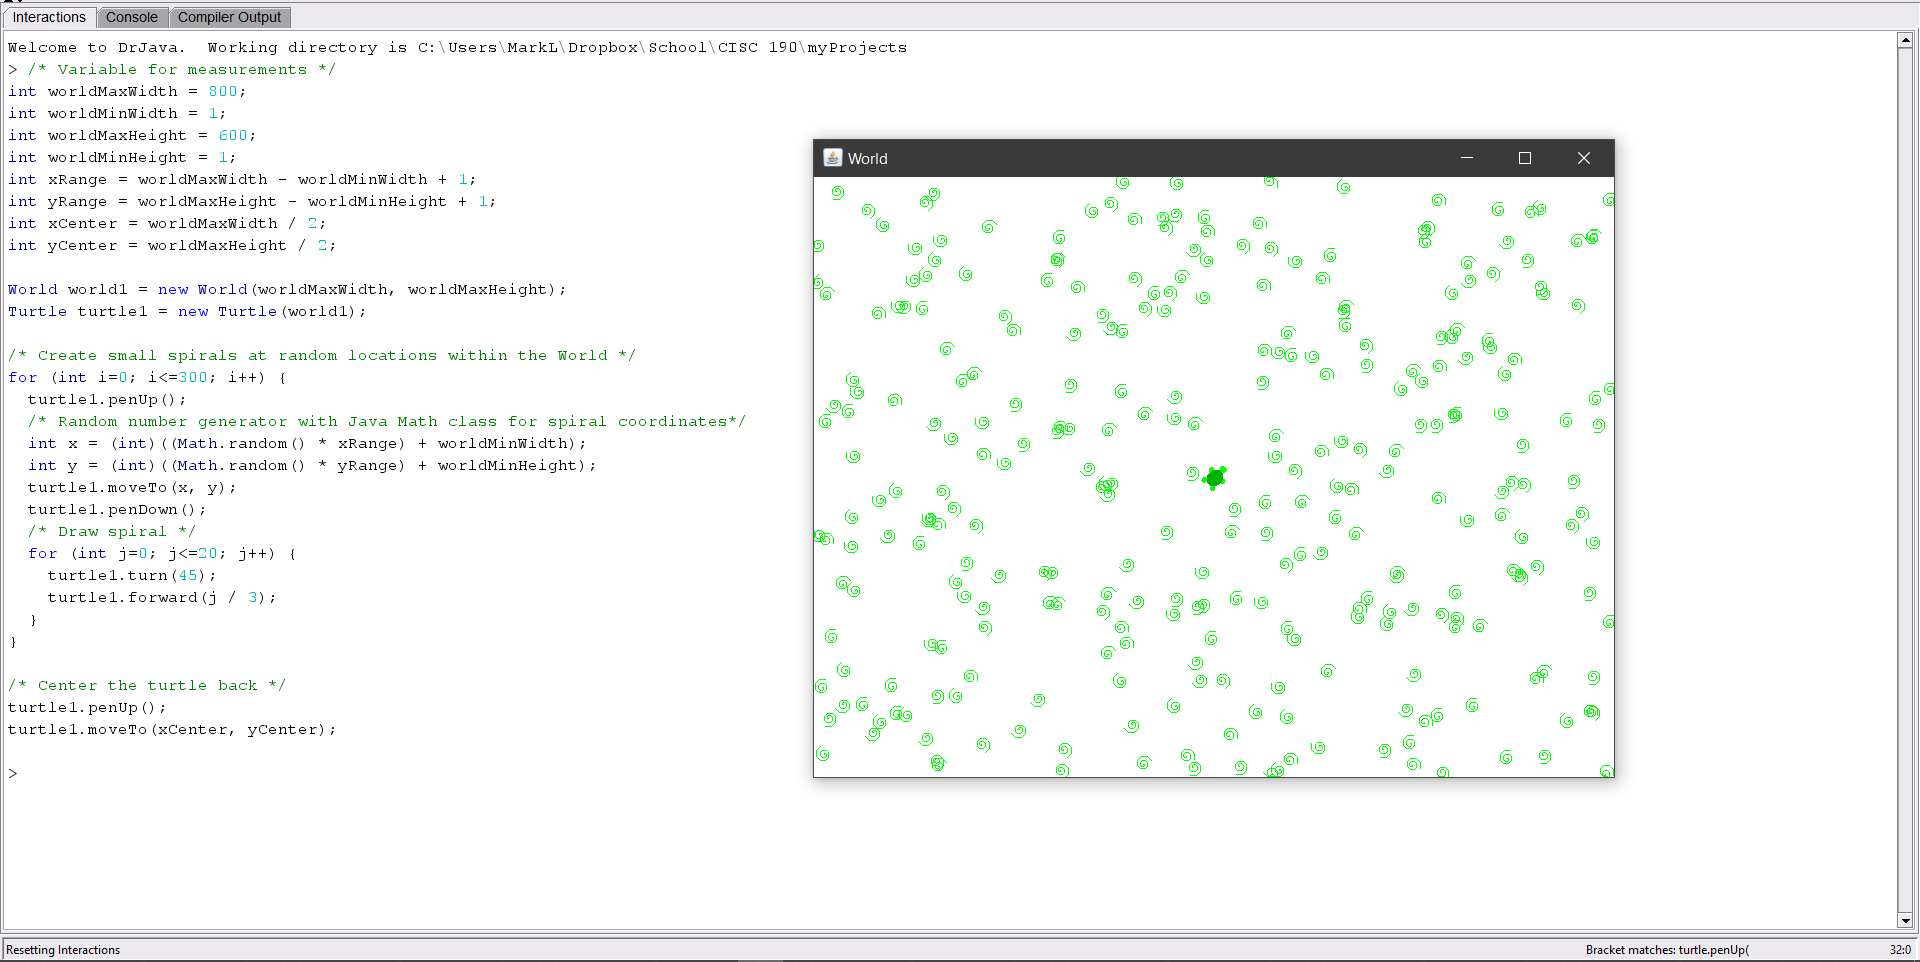 Interactions Console Compiler Output
Welcome to DrJava.  Working directory is C:\Users\MarkL\Dropbox\School\CISC 190\myProjects
> /* Variable for measurements */
int worldMaxWidth = 800;
int worldMinWidth = 1;
int worldMaxHeight = 600;
int worldMinHeight = 1;
int xRange = worldMaxWidth - worldMinWidth + 1;
int yRange = worldMaxHeight - worldMinHeight + 1;
int xCenter = worldMaxWidth / 2;
int yCenter = worldMaxHeight / 2;
World world1 = new World(worldMaxWidth, worldMaxHeight);
Turtle turtle1 = new Turtle(world1);
/* Create small spirals at random locations within the World */
for (int i=0; i<=300; i++) {
  turtle1.penUp();
  /* Random number generator with Java Math class for spiral coordinates*/
  int x = (int)((Math.random() * xRange) + worldMinWidth);
  int y = (int)((Math.random() * yRange) + worldMinHeight);
  turtle1.moveTo(x, y);
  turtle1.penDown();
  /* Draw spiral */
  for (int j=0; j<=20; j++) {
    turtle1.turn(45);
    turtle1.forward(j / 3);
  }
}
/* Center the turtle back */
turtle1.penUp();
turtle1.moveTo(xCenter, yCenter);
>
World
Resetting Interactions
Bracket matches: turtle.penUp(
32:0